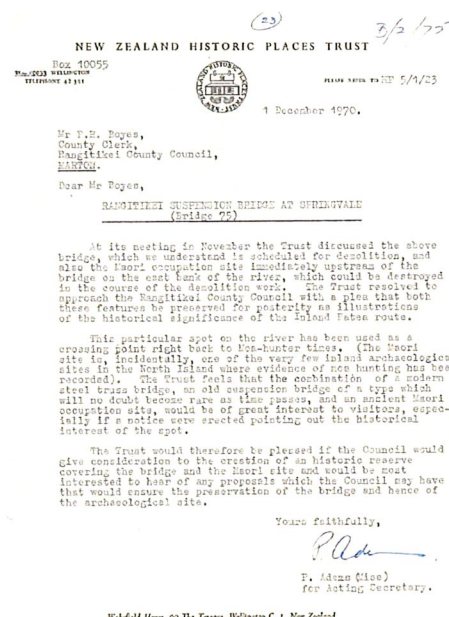 (23)
3/2/75
NEW ZEALAND HISTORIC PLACES TRUST
Box 10055
WELLINGTON
TELEPHONE
PLEASE REFER TO HP 5/1/23
1 December 1970.
County Clerk,
Rangitikei County Council,
MARTON.
Dear Mr
RANGITIKEI SUSPENSION BRIDGE AT SPRINGVALE
(Bridge 75)
At its meeting in November the Trust discussed the above
bridge, which we understand is scheduled for demolition, and
also the Maori occupation site immediately upstream of the
bridge on the east bank of the river, which could be destroyed
in the course of the demolition work. The Trust resolved to
approach the Rangitikei County Council with a plea that both
these features be preserved for posterity as illustrations
of the historical significance of the Inland Patea route.
This particular spot on the river has been used as a
crossing point right back to Moa-hunter times. (The Maori
site is, incidentally, one of the very few inland archaeologica
sites in the North Island where evidence of moa hunting has bee
recorded). The Trust feels that the combination of a modern
steel truss bridge, an old suspension bridge of a type which
will no doubt become rare as time passes, and an ancient Maori
occupation site, would be of great interest to visitors, espec-
ially if a notice were erected pointing out the historical
interest of the spot.
The Trust would therefore be pleased if the Council would
give consideration to the creation of an historic reserve
covering the bridge and the Maori site and would be most
interested to hear of any proposals which the Council may have
that would ensure the preservation of the bridge and hence of
the archaeological site.
Yours faithfully,
P. Adams (Miss)
for Acting Secretary.
Wellington C. 1, New Zealand